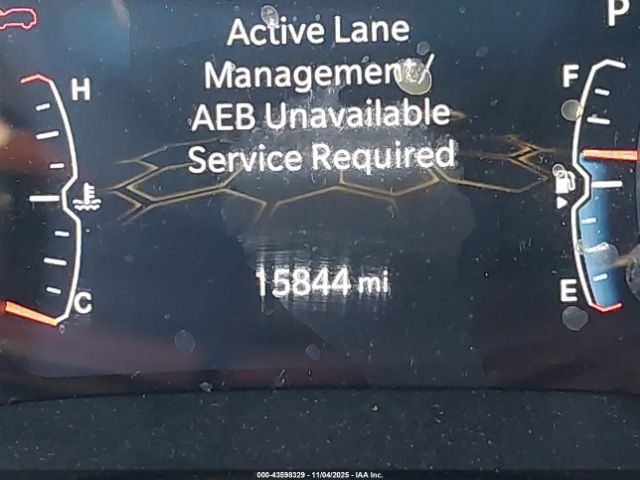 P
Active Lane
Management/
AEB Unavailable
Service Required
H
F
15844 mi
C
E
000-43598329 - 11/04/2025 - IAA Inc.